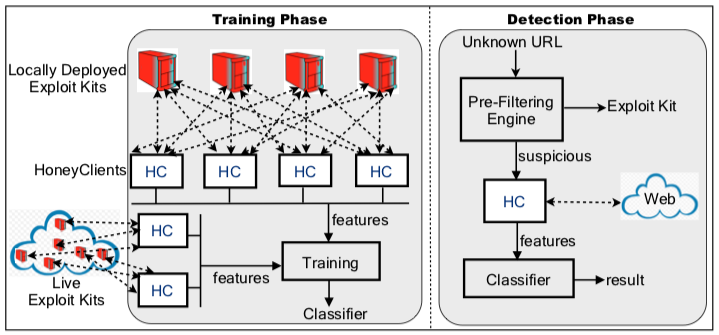 Training Phase
Locally Deployed
Exploit Kits
HoneyClients
HC
HC
HC
HC
features
HC
HC
features
Training
Live
Exploit Kits
Classifier
Detection Phase
Unknown URL
Pre-Filtering
Engine
Exploit Kit
suspicious
HC
Web
features
Classifier
result